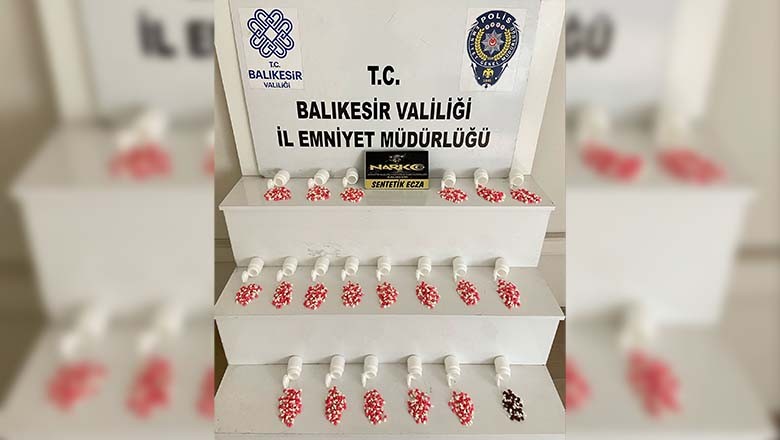 T.C.
BALIKESİR
VALİLİĞİ
POLİS
T.C.
BALIKESİR VALİLİĞİ
İL EMNİYET MÜDÜRLÜĞÜ
NARKO
SENTETİK ECZA